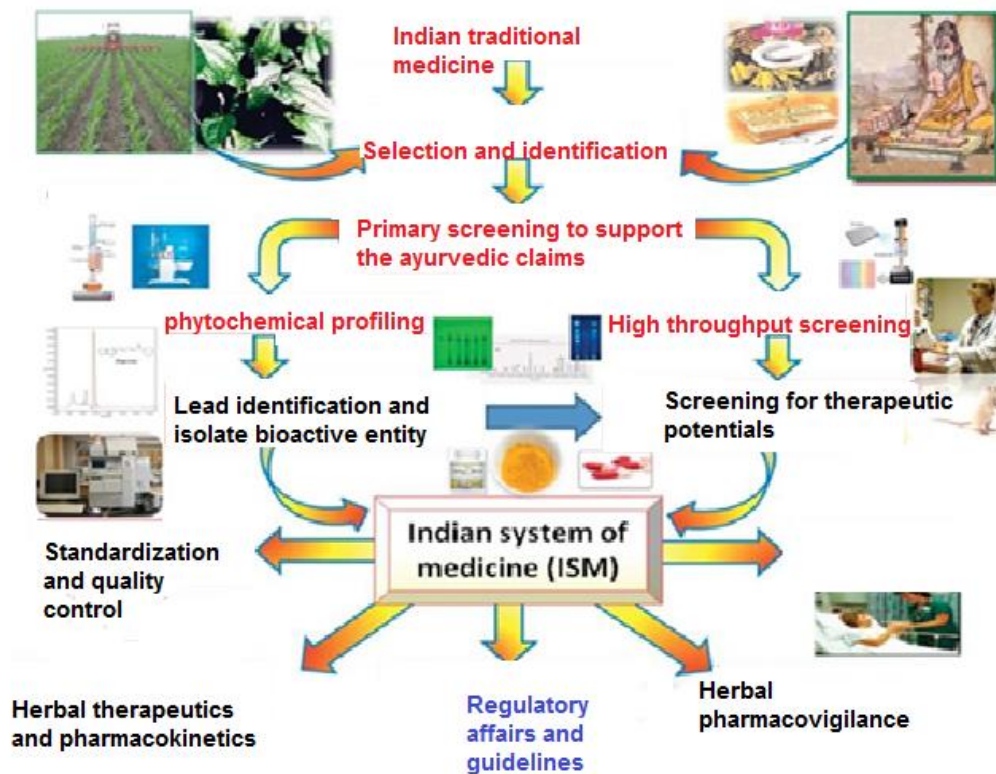 Indian traditional
medicine
Selection and identification
Primary screening to support
the ayurvedic claims
phytochemical profiling
High throughput screening
Lead identification and
isolate bioactive entity
Screening for therapeutic
potentials
Indian system of
medicine (ISM)
Standardization
and quality
control
Herbal therapeutics
and pharmacokinetics
Regulatory
affairs and
guidelines
Herbal
pharmacovigilance